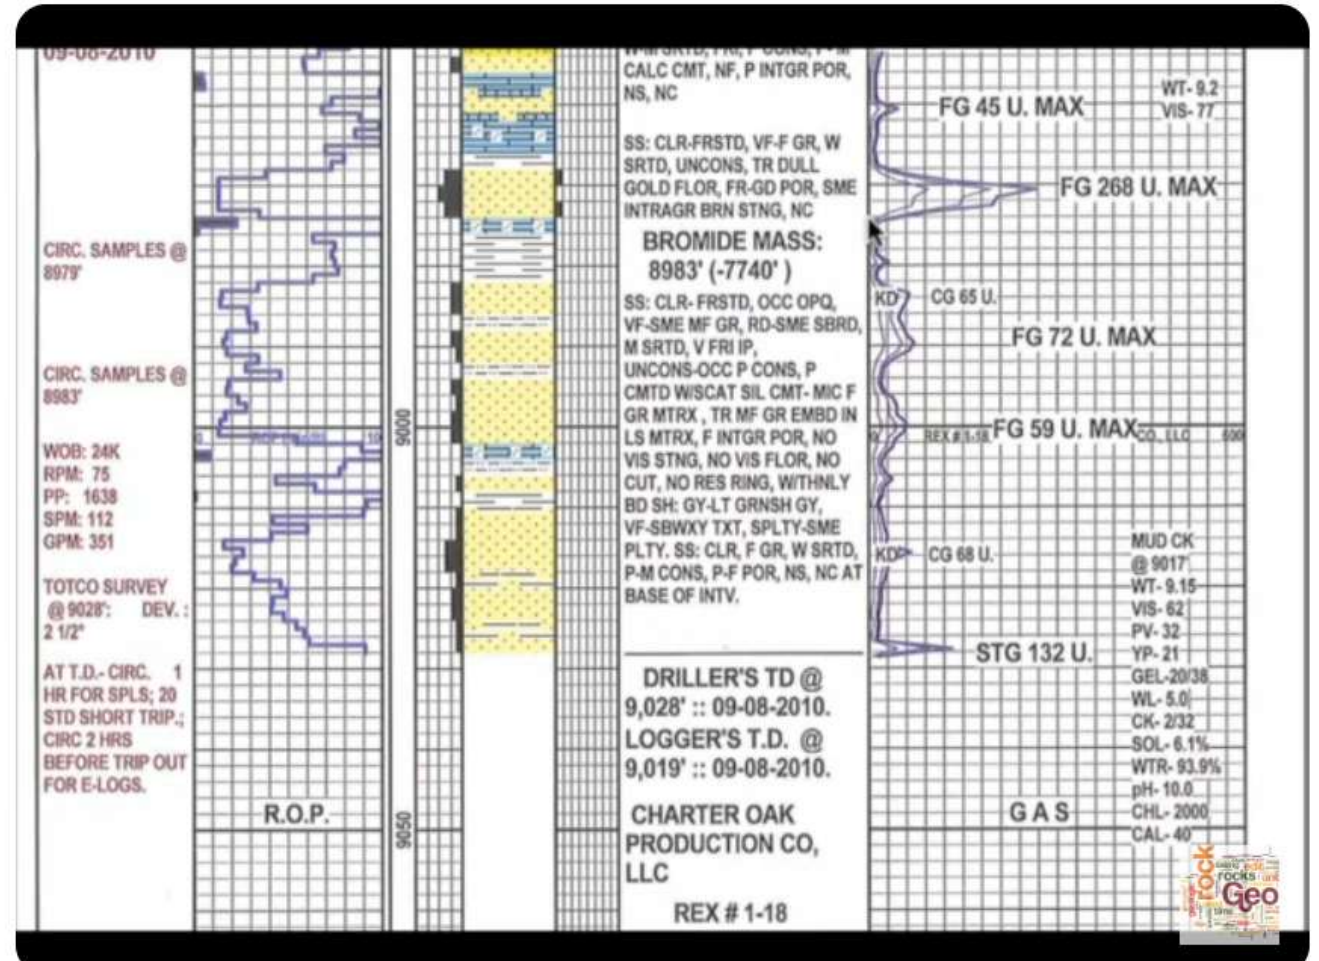 09-08-2010
CIRC. SAMPLES @
8979'
CIRC. SAMPLES @
8983'
WOB: 24K
RPM: 75
PP: 1638
SPM: 112
GPM: 351
TOTCO SURVEY
@ 9028': DEV. :
2 1/2°
AT T.D.- CIRC. 1
HR FOR SPLS; 20
STD SHORT TRIP.;
CIRC 2 HRS
BEFORE TRIP OUT
FOR E-LOGS.
R.O.P.
9000
9050
CALC CMT, NF, P INTGR POR,
NS, NC
SS: CLR-FRSTD, VF-F GR, W
SRTD, UNCONS, TR DULL
GOLD FLOR, FR-GD POR, SME
INTRAGR BRN STNG, NC
BROMIDE MASS:
8983' (-7740' )
SS: CLR- FRSTD, OCC OPQ,
VF-SME MF GR, RD-SME SBRD,
M SRTD, V FRI IP,
UNCONS-OCC P CONS, P
CMTD W/SCAT SIL CMT- MIC F
GR MTRX , TR MF GR EMBD IN
LS MTRX, F INTGR POR, NO
VIS STNG, NO VIS FLOR, NO
CUT, NO RES RING, W/THNLY
BD SH: GY-LT GRNSH GY,
VF-SBWXY TXT, SPLTY-SME
PLTY. SS: CLR, F GR, W SRTD,
P-M CONS, P-F POR, NS, NC AT
BASE OF INTV.
DRILLER'S TD @
9,028' :: 09-08-2010.
LOGGER'S T.D. @
9,019' :: 09-08-2010.
CHARTER OAK
PRODUCTION CO,
LLC
REX # 1-18
WT- 9.2
VIS- 77
FG 45 U. MAX
FG 268 U. MAX
KD CG 65 U.
FG 72 U. MAX
FG 59 U. MAX
REX # 1-18 CO., LLC 600
KD CG 68 U.
STG 132 U.
MUD CK
@ 9017'
WT- 9.15
VIS- 62
PV- 32
YP- 21
GEL-20/38
WL- 5.0
CK- 2/32
SOL- 6.1%
WTR- 93.9%
pH- 10.0
CHL- 2000
CAL- 40
G A S
rock
rocks
Geo
time